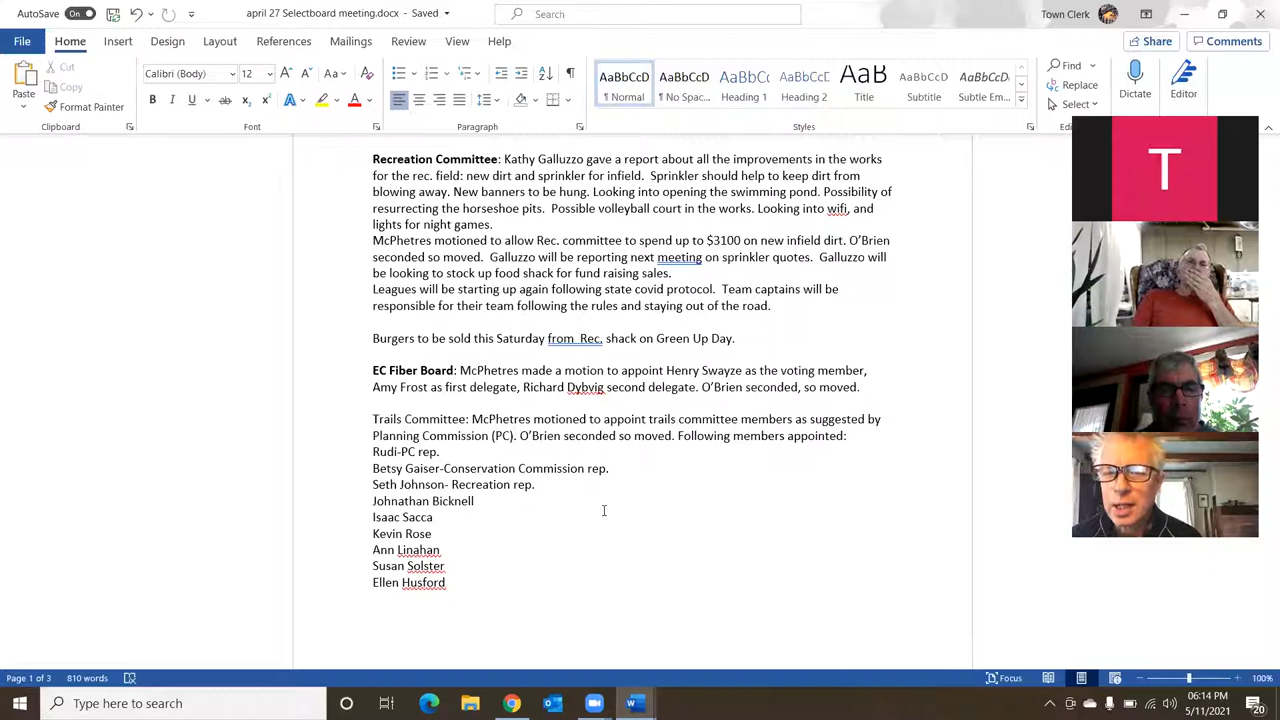 AutoSave On april 27 Selectboard meeting.docx - Saved Search Town Clerk
File Home Insert Design Layout References Mailings Review View Help Share Comments
Paste Cut Copy Format Painter
Calibri (Body) 12 Aa
B I U ab x2 x2 A A
AaBbCcD ¶ Normal
AaBbCcD ¶ No Spac...
AaBbCc Heading 1
AaBbCcC Heading 2
AaB Title
AaBbCcD Subtitle
AaBbCcD Subtle Em...
Find Replace Select
Dictate
Editor
Clipboard Font Paragraph Styles Editing
Recreation Committee: Kathy Galluzzo gave a report about all the improvements in the works
for the rec. field: new dirt and sprinkler for infield. Sprinkler should help to keep dirt from
blowing away. New banners to be hung. Looking into opening the swimming pond. Possibility of
resurrecting the horseshoe pits. Possible volleyball court in the works. Looking into wifi, and
lights for night games.
McPhetres motioned to allow Rec. committee to spend up to $3100 on new infield dirt. O’Brien
seconded so moved. Galluzzo will be reporting next meeting on sprinkler quotes. Galluzzo will
be looking to stock up food shack for fund raising sales.
Leagues will be starting up again following state covid protocol. Team captains will be
responsible for their team following the rules and staying out of the road.
Burgers to be sold this Saturday from Rec. shack on Green Up Day.
EC Fiber Board: McPhetres made a motion to appoint Henry Swayze as the voting member,
Amy Frost as first delegate, Richard Dybvig second delegate. O’Brien seconded, so moved.
Trails Committee: McPhetres motioned to appoint trails committee members as suggested by
Planning Commission (PC). O’Brien seconded so moved. Following members appointed:
Rudi-PC rep.
Betsy Gaiser-Conservation Commission rep.
Seth Johnson- Recreation rep.
Johnathan Bicknell
Isaac Sacca
Kevin Rose
Ann Linahan
Susan Solster
Ellen Husford
T
Page 1 of 3 810 words Focus 100%
Type here to search
06:14 PM
5/11/2021
20